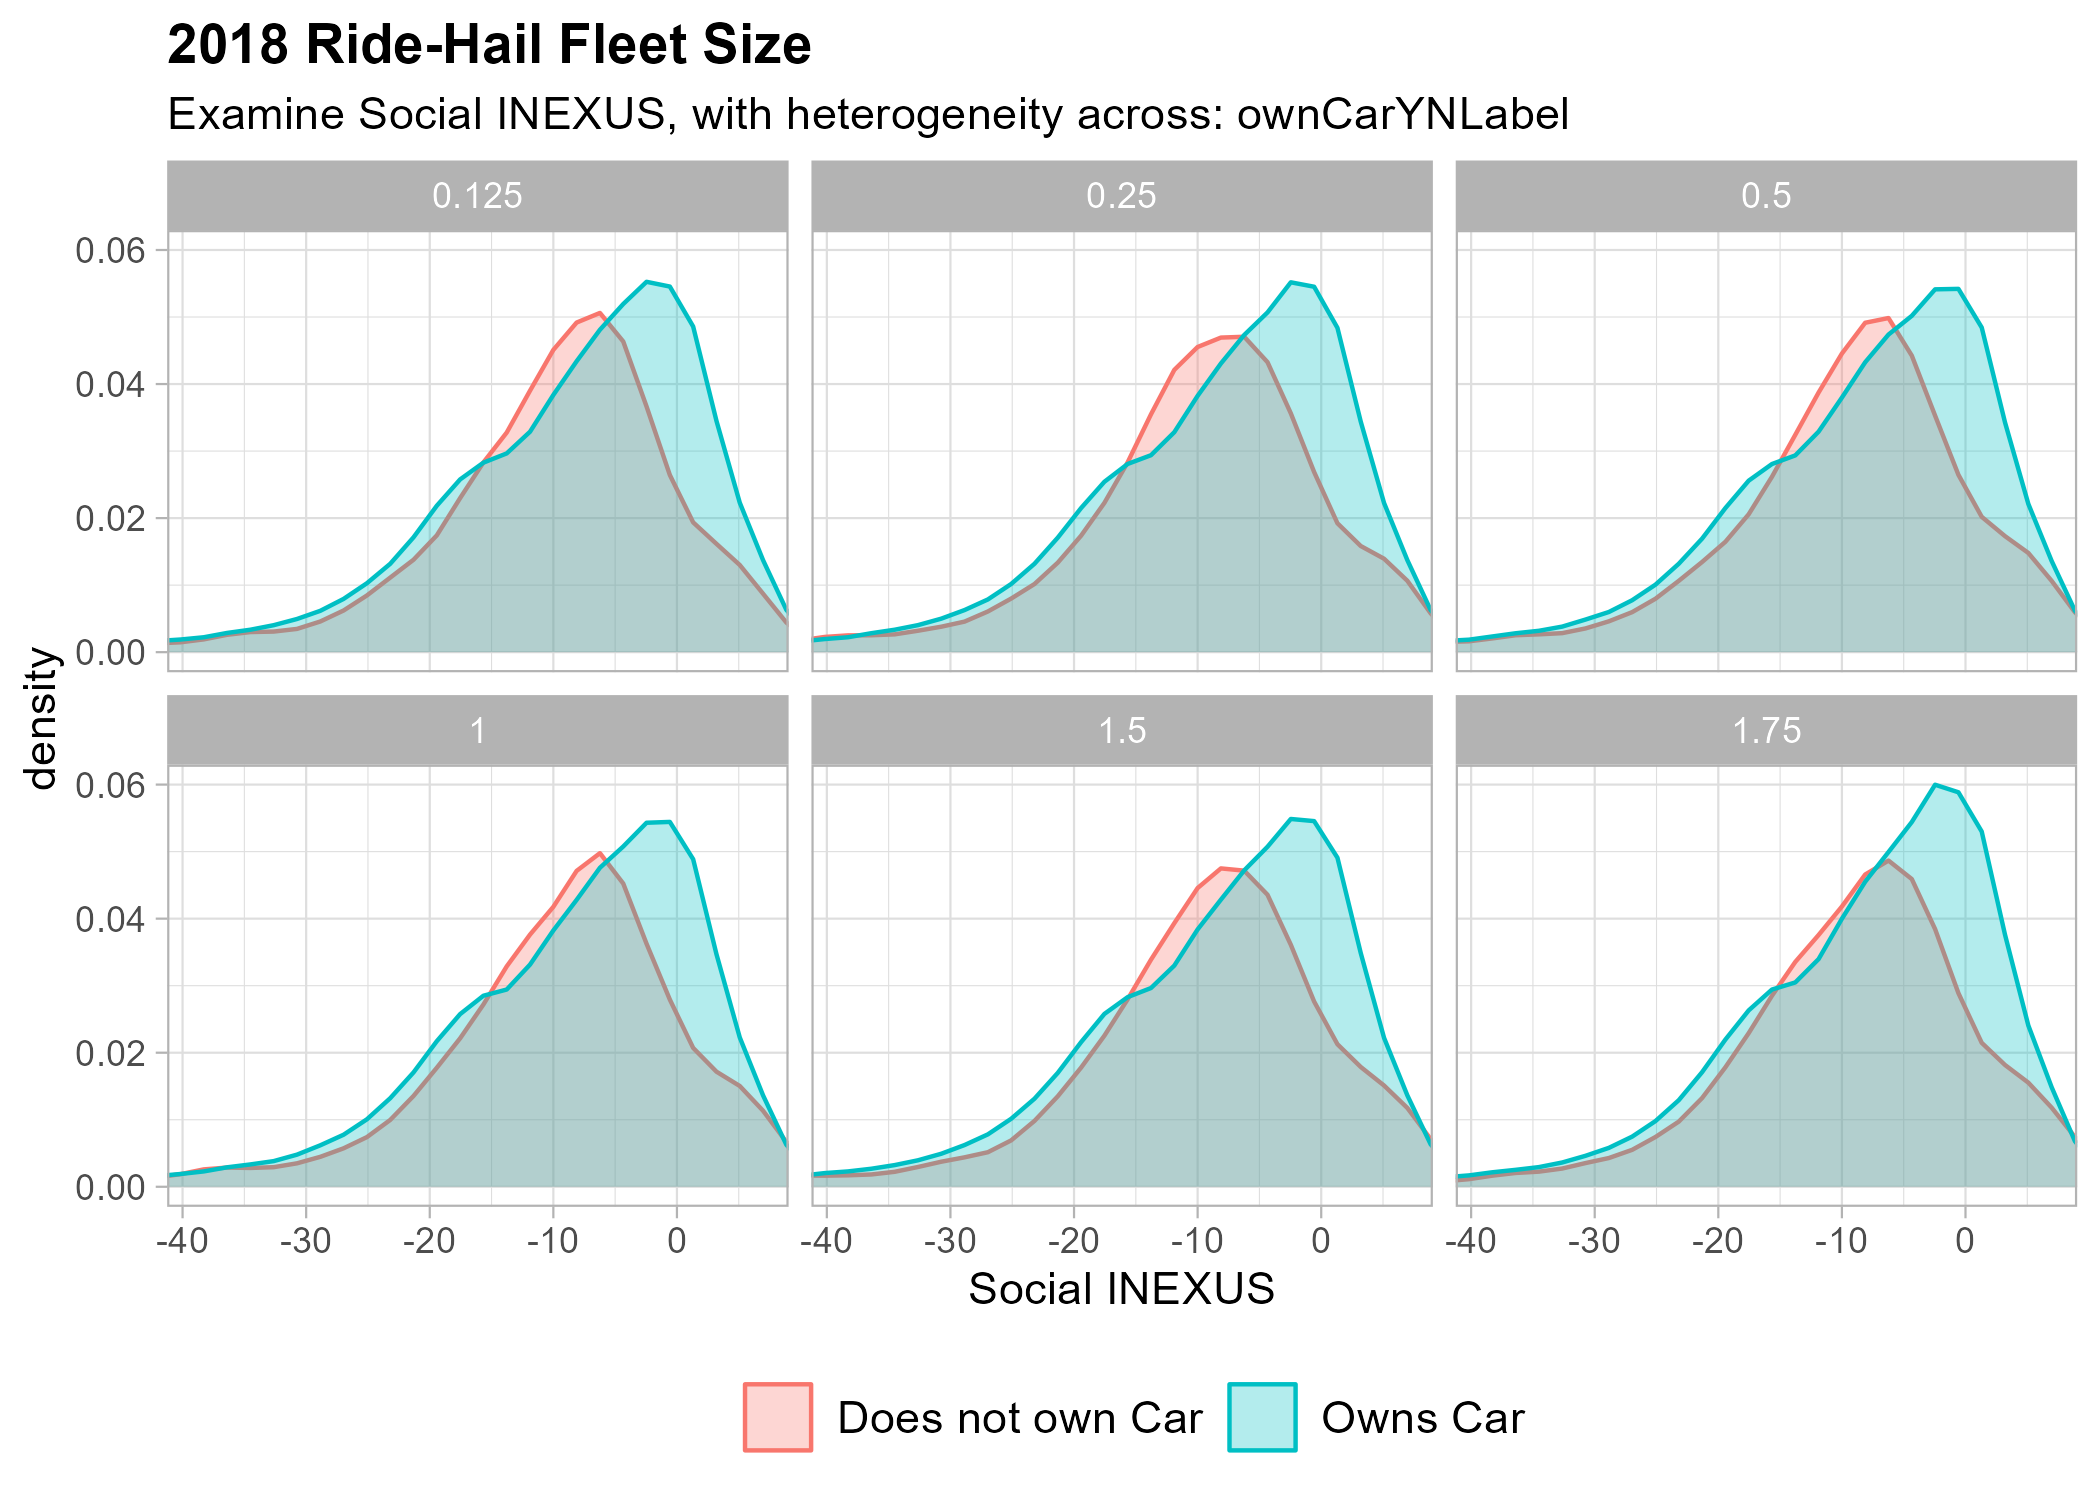 2018 Ride-Hail Fleet Size
Examine Social INEXUS, with heterogeneity across: ownCarYNLabel
0.125 0.25 0.5
0.06
0.04
0.02
0.00
density
1 1.5 1.75
0.06
0.04
0.02
0.00
-40 -30 -20 -10 0 -40 -30 -20 -10 0 -40 -30 -20 -10 0
Social INEXUS
Does not own Car Owns Car